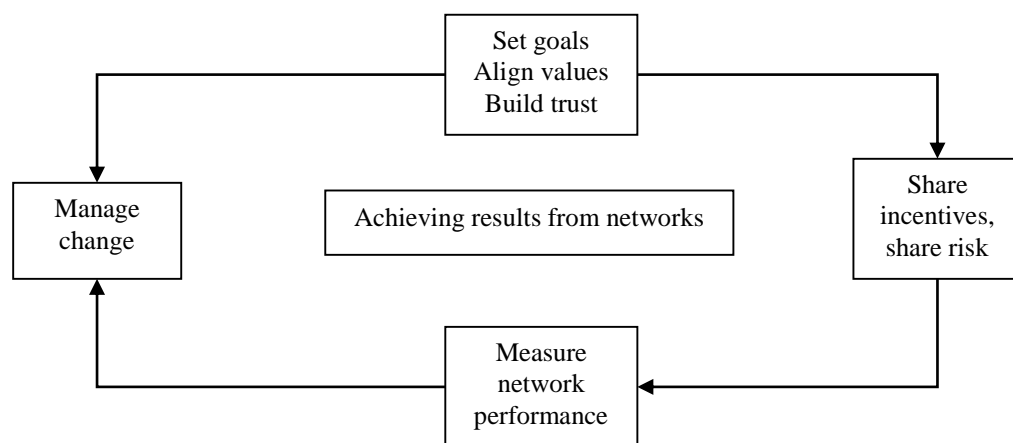 Set goals
Align values
Build trust
Manage
change
Achieving results from networks
Share
incentives,
share risk
Measure
network
performance